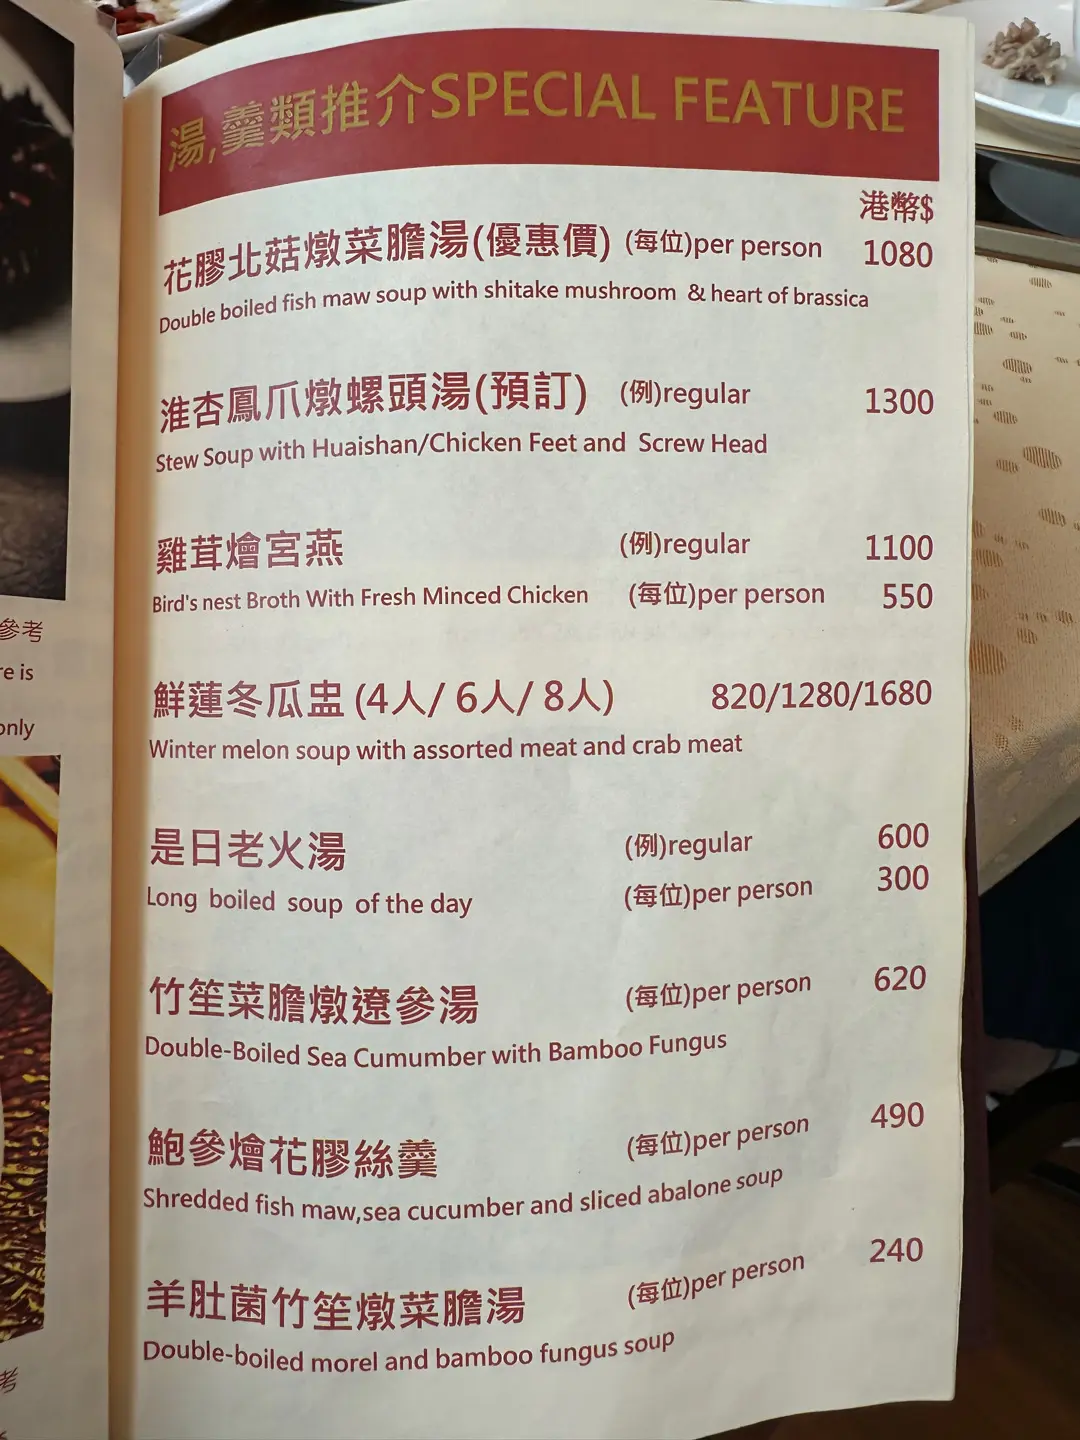 參考
re is
only
考
湯,羹類推介SPECIAL FEATURE
港幣$
花膠北菇燉菜膽湯(優惠價) (每位)per person 1080
Double boiled fish maw soup with shitake mushroom & heart of brassica
淮杏鳳爪燉螺頭湯(預訂) (例)regular 1300
Stew Soup with Huaishan/Chicken Feet and Screw Head
雞茸燴宮燕 (例)regular 1100
Bird's nest Broth With Fresh Minced Chicken (每位)per person 550
鮮蓮冬瓜盅 (4人/ 6人/ 8人) 820/1280/1680
Winter melon soup with assorted meat and crab meat
是日老火湯 (例)regular 600
Long boiled soup of the day (每位)per person 300
竹笙菜膽燉遼參湯 (每位)per person 620
Double-Boiled Sea Cumumber with Bamboo Fungus
鮑參燴花膠絲羹 (每位)per person 490
Shredded fish maw,sea cucumber and sliced abalone soup
羊肚菌竹笙燉菜膽湯 (每位)per person 240
Double-boiled morel and bamboo fungus soup